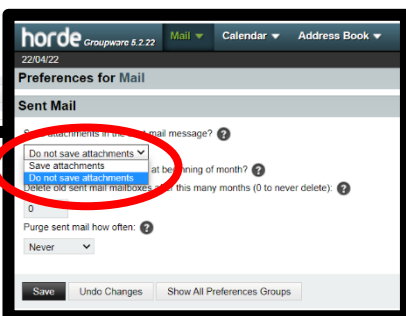 horde Groupware 5.2.22 Mail Calendar Address Book
22/04/22
Preferences for Mail
Sent Mail
attachments in the mail message?
Do not save attachments
Save attachments
Do not save attachments
at beginning of month?
Delete old sent mail mailboxes after this many months (0 to never delete):
0
Purge sent mail how often:
Never
Save Undo Changes Show All Preferences Groups